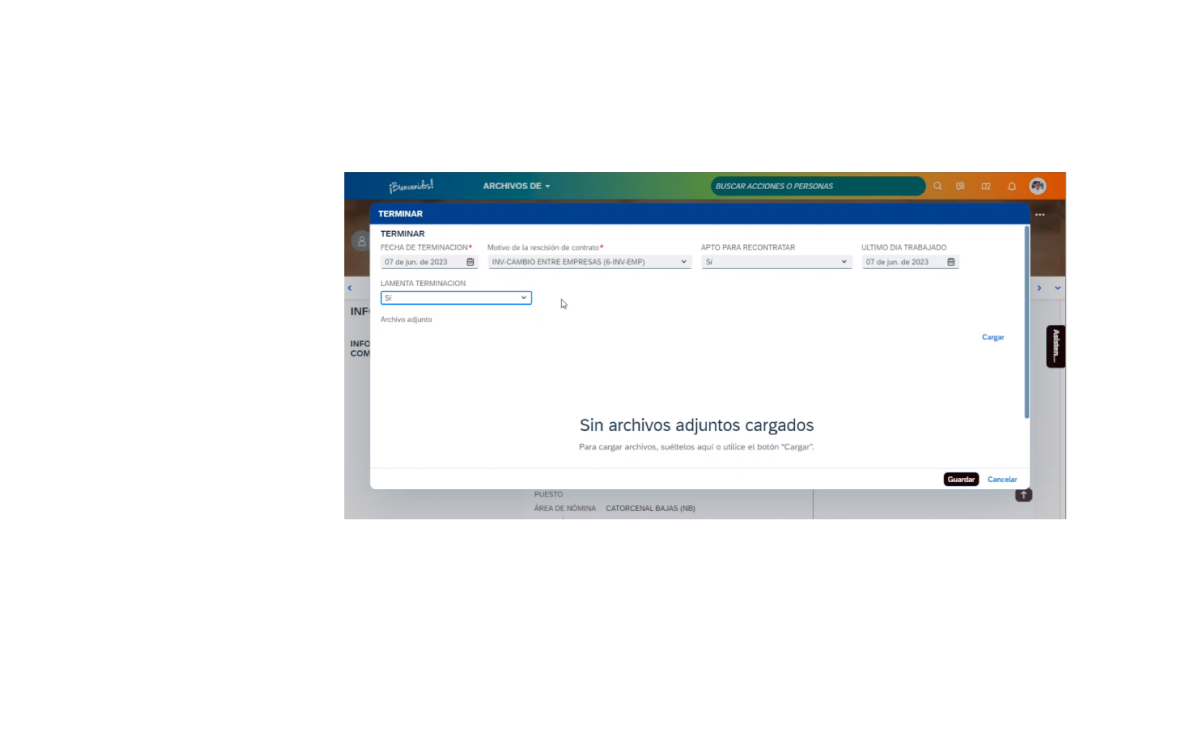 ¡Bienvenidos!
ARCHIVOS DE
BUSCAR ACCIONES O PERSONAS
TERMINAR
TERMINAR
FECHA DE TERMINACION*
Motivo de la rescisión de contrato*
APTO PARA RECONTRATAR
ULTIMO DIA TRABAJADO
07 de jun. de 2023
INV-CAMBIO ENTRE EMPRESAS (6-INV-EMP)
Sí
07 de jun. de 2023
LAMENTA TERMINACION
Sí
INF
Archivo adjunto
Cargar
INFO
COM
Asisten...
Sin archivos adjuntos cargados
Para cargar archivos, suéltelos aquí o utilice el botón "Cargar".
Guardar
Cancelar
PUESTO
ÁREA DE NÓMINA CATORCENAL BAJAS (NB)